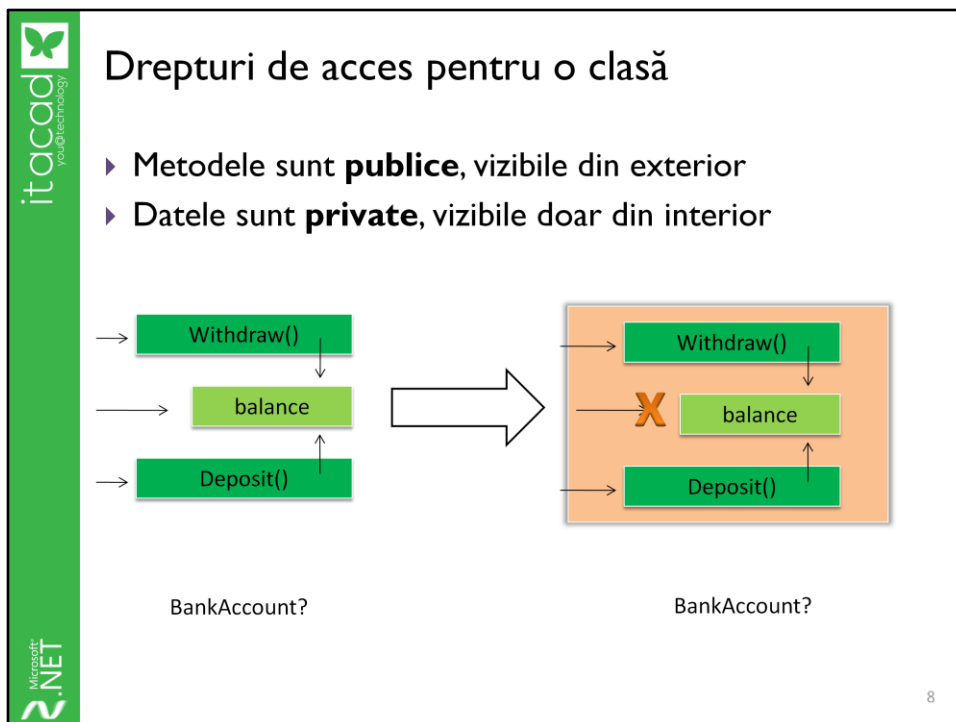 itacad
you@technology
Drepturi de acces pentru o clasă
Metodele sunt publice, vizibile din exterior
Datele sunt private, vizibile doar din interior
Withdraw()
balance
Deposit()
BankAccount?
Withdraw()
X
balance
Deposit()
BankAccount?
Microsoft®
.NET
8